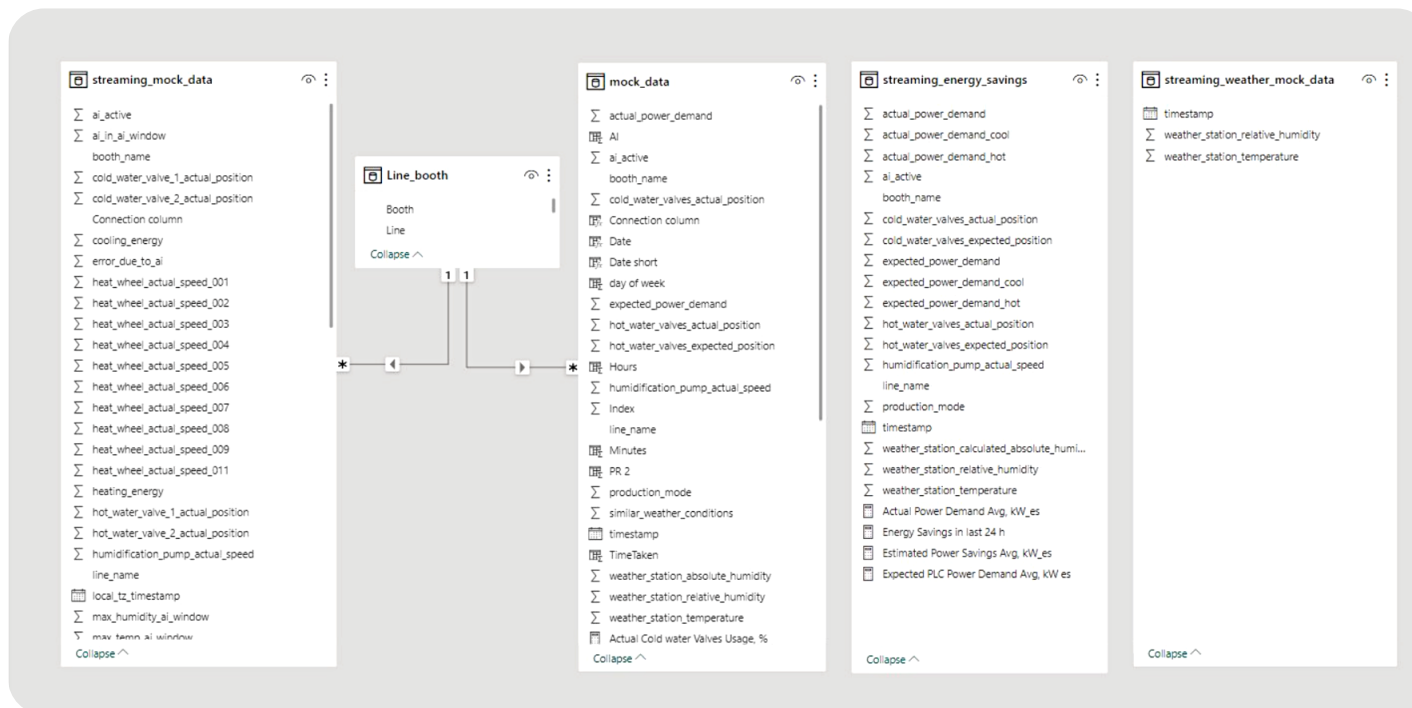 streaming_mock_data
ai_active
ai_in_ai_window
booth_name
cold_water_valve_1_actual_position
cold_water_valve_2_actual_position
Connection column
cooling_energy
error_due_to_ai
heat_wheel_actual_speed_001
heat_wheel_actual_speed_002
heat_wheel_actual_speed_003
heat_wheel_actual_speed_004
heat_wheel_actual_speed_005
heat_wheel_actual_speed_006
heat_wheel_actual_speed_007
heat_wheel_actual_speed_008
heat_wheel_actual_speed_009
heat_wheel_actual_speed_011
heating_energy
hot_water_valve_1_actual_position
hot_water_valve_2_actual_position
humidification_pump_actual_speed
line_name
local_tz_timestamp
max_humidity_ai_window
max_temp_ai_window
Collapse
Line_booth
Booth
Line
Collapse
1 1
*
*
mock_data
actual_power_demand
AI
ai_active
booth_name
cold_water_valves_actual_position
Connection column
Date
Date short
day of week
expected_power_demand
hot_water_valves_actual_position
hot_water_valves_expected_position
Hours
humidification_pump_actual_speed
Index
line_name
Minutes
PR 2
production_mode
similar_weather_conditions
timestamp
TimeTaken
weather_station_absolute_humidity
weather_station_relative_humidity
weather_station_temperature
Actual Cold water Valves Usage, %
Collapse
streaming_energy_savings
actual_power_demand
actual_power_demand_cool
actual_power_demand_hot
ai_active
booth_name
cold_water_valves_actual_position
cold_water_valves_expected_position
expected_power_demand
expected_power_demand_cool
expected_power_demand_hot
hot_water_valves_actual_position
hot_water_valves_expected_position
humidification_pump_actual_speed
line_name
production_mode
timestamp
weather_station_calculated_absolute_humi...
weather_station_relative_humidity
weather_station_temperature
Actual Power Demand Avg, kW_es
Energy Savings in last 24 h
Estimated Power Savings Avg, kW_es
Expected PLC Power Demand Avg, kW es
Collapse
streaming_weather_mock_data
timestamp
weather_station_relative_humidity
weather_station_temperature
Collapse